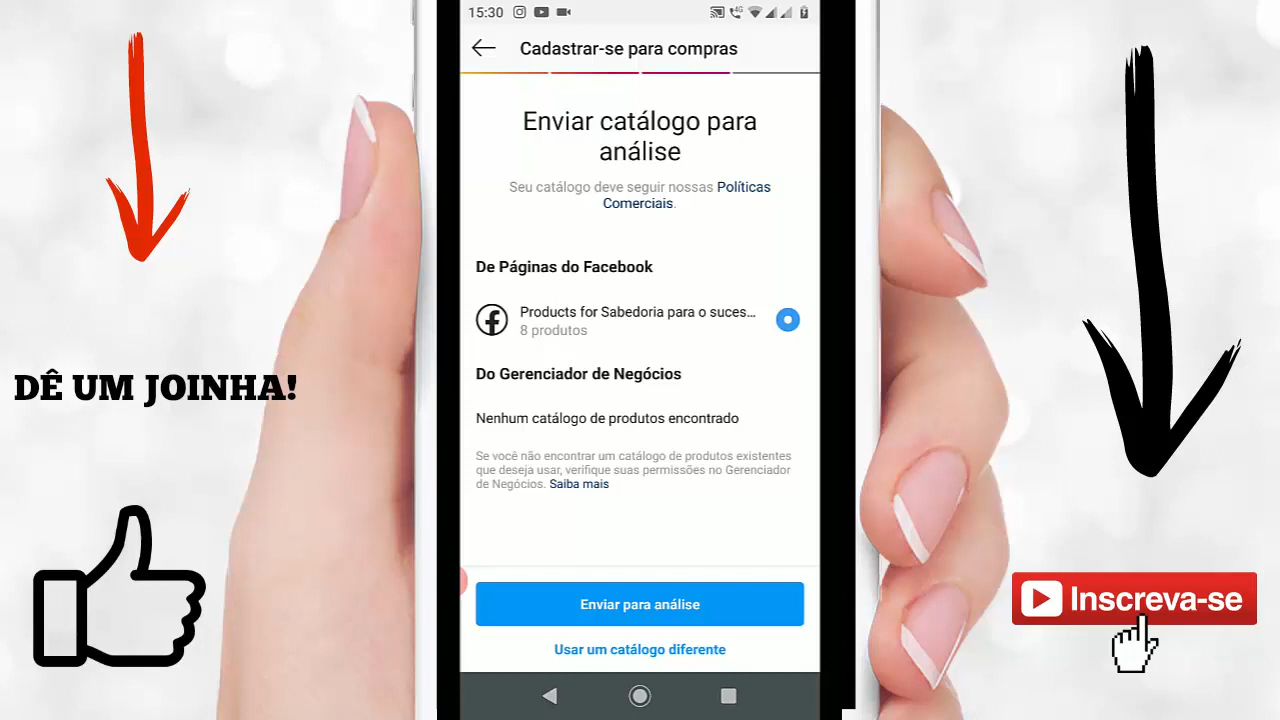 15:30
4G
Cadastrar-se para compras
Enviar catálogo para
análise
Seu catálogo deve seguir nossas Políticas
Comerciais.
De Páginas do Facebook
Products for Sabedoria para o suces...
8 produtos
Do Gerenciador de Negócios
Nenhum catálogo de produtos encontrado
Se você não encontrar um catálogo de produtos existentes
que deseja usar, verifique suas permissões no Gerenciador
de Negócios. Saiba mais
Enviar para análise
Usar um catálogo diferente
DÊ UM JOINHA!
Inscreva-se